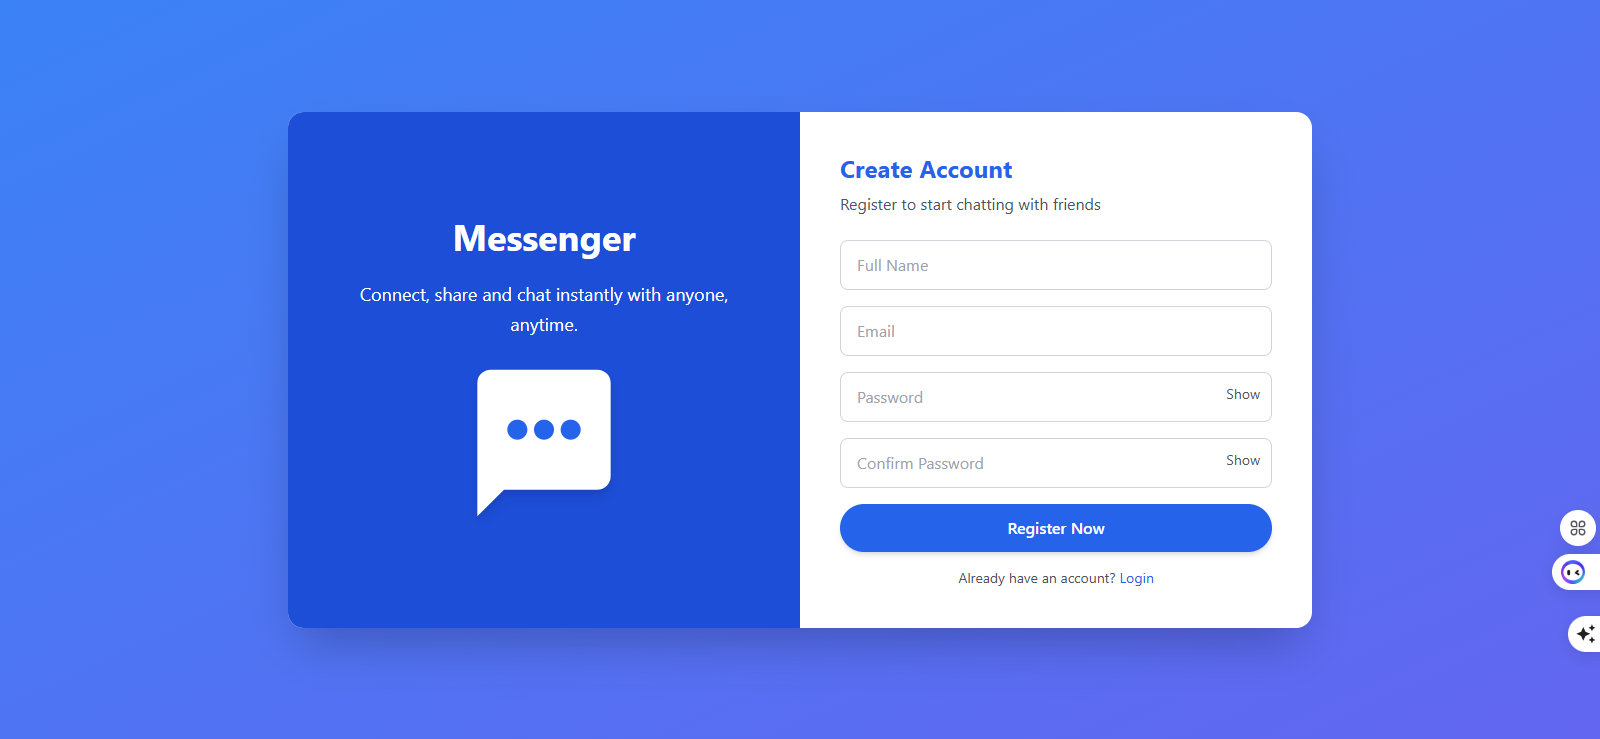 Messenger
Connect, share and chat instantly with anyone,
anytime.
Create Account
Register to start chatting with friends
Full Name
Email
Password
Show
Confirm Password
Show
Register Now
Already have an account? Login